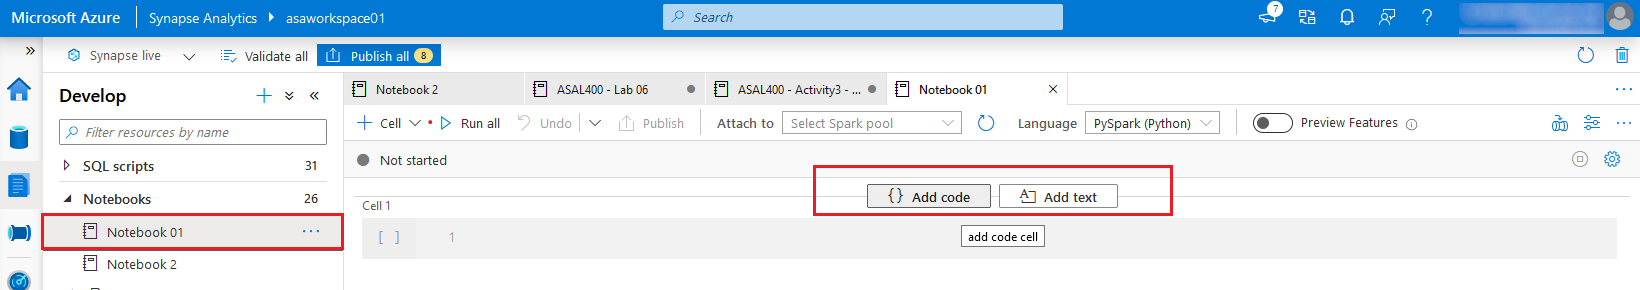 Microsoft Azure Synapse Analytics asaworkspace01 Search 7
Synapse live Validate all Publish all 8
Develop
Filter resources by name
SQL scripts 31
Notebooks 26
Notebook 01 ...
Notebook 2
Notebook 2 ASAL400 - Lab 06 ASAL400 - Activity3 - ... Notebook 01 ...
Cell Run all Undo Publish Attach to Select Spark pool Language PySpark (Python) Preview Features ...
Not started
Add code Add text
Cell 1
[ ] 1
add code cell